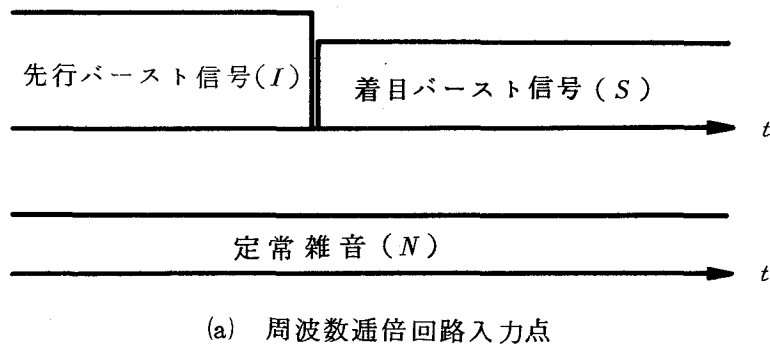 先行バースト信号(I)
着目バースト信号(S)
t
定常雑音(N)
t
(a) 周波数逓倍回路入力点